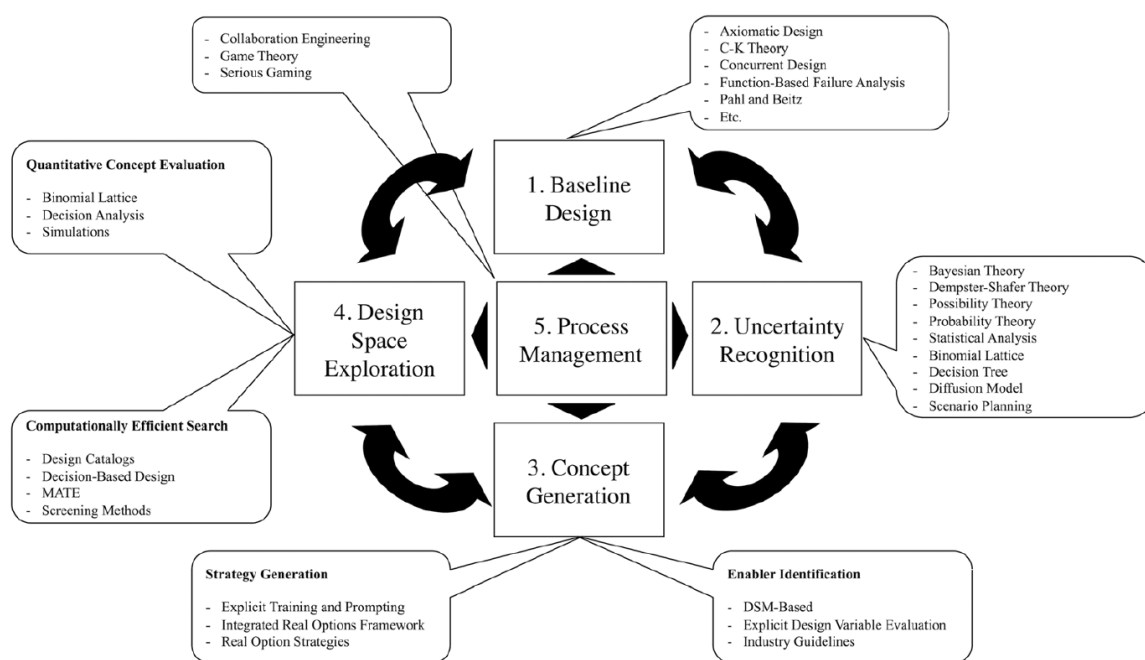 - Collaboration Engineering
- Game Theory
- Serious Gaming
- Axiomatic Design
- C-K Theory
- Concurrent Design
- Function-Based Failure Analysis
- Pahl and Beitz
- Etc.
Quantitative Concept Evaluation
- Binomial Lattice
- Decision Analysis
- Simulations
1. Baseline
Design
4. Design
Space
Exploration
5. Process
Management
2. Uncertainty
Recognition
- Bayesian Theory
- Dempster-Shafer Theory
- Possibility Theory
- Probability Theory
- Statistical Analysis
- Binomial Lattice
- Decision Tree
- Diffusion Model
- Scenario Planning
Computationally Efficient Search
- Design Catalogs
- Decision-Based Design
- MATE
- Screening Methods
3. Concept
Generation
Strategy Generation
- Explicit Training and Prompting
- Integrated Real Options Framework
- Real Option Strategies
Enabler Identification
- DSM-Based
- Explicit Design Variable Evaluation
- Industry Guidelines